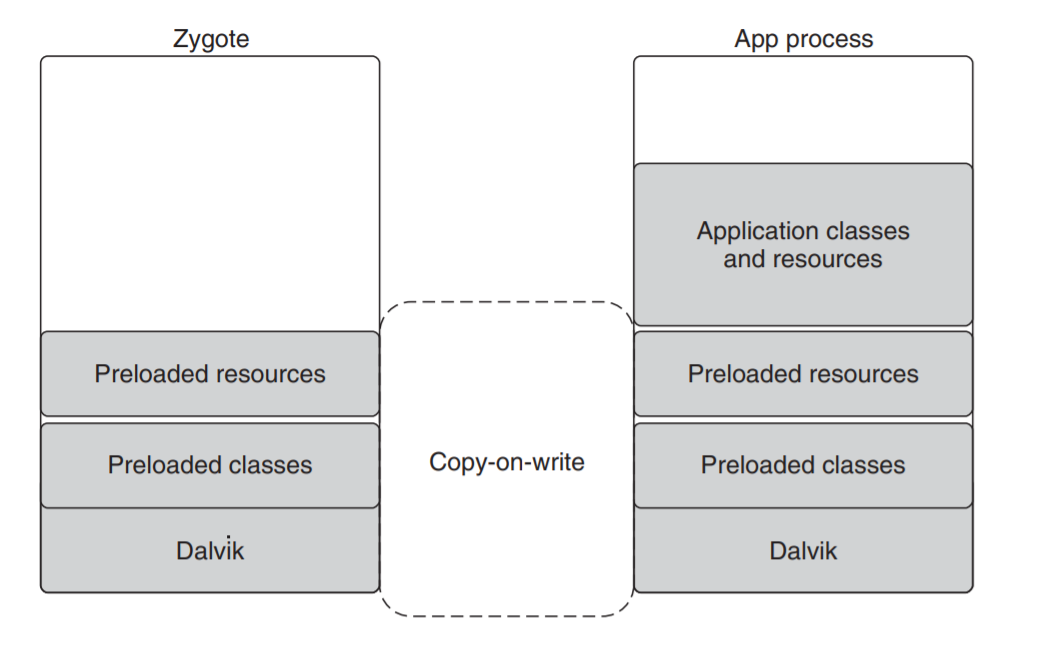 Zygote
App process
Application classes
and resources
Preloaded resources
Preloaded resources
Copy-on-write
Preloaded classes
Preloaded classes
Dalvik
Dalvik